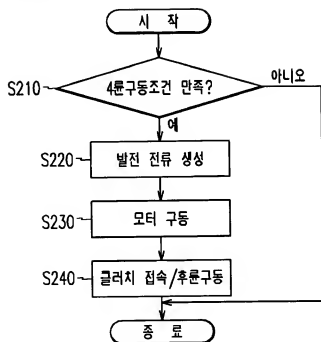 시 작
S210
4륜구동조건 만족?
아니오
예
S220
발전 전류 생성
S230
모터 구동
S240
클러치 접속/후륜구동
종 료